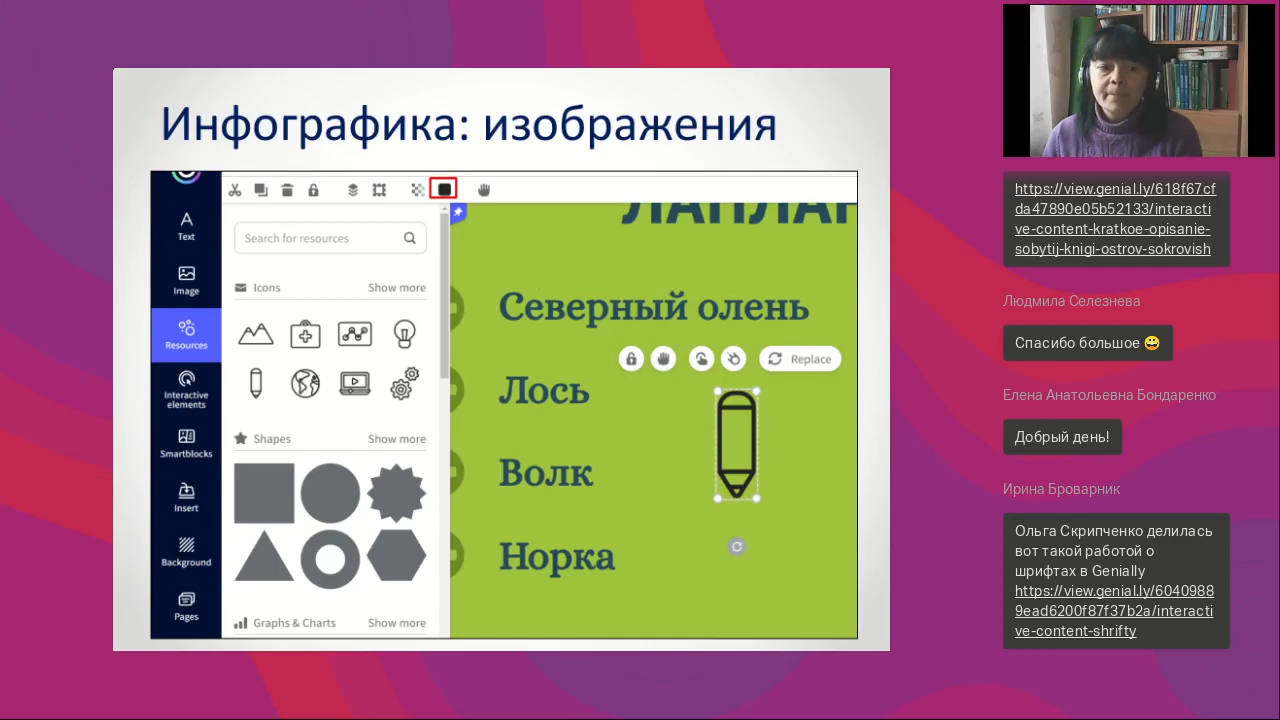 Инфографика: изображения
Text
Image
Resources
Interactive
elements
Smartblocks
Insert
Background
Pages
Search for resources
Icons Show more
Shapes Show more
Graphs & Charts Show more
Северный олень
Replace
Лось
Волк
Норка
https://view.genial.ly/618f67cf
da47890e05b52133/interacti
ve-content-kratkoe-opisanie-
sobytij-knigi-ostrov-sokrovish
Людмила Селезнева
Спасибо большое 😀
Елена Анатольевна Бондаренко
Добрый день!
Ирина Броварник
Ольга Скрипченко делилась
вот такой работой о
шрифтах в Genially
https://view.genial.ly/6040988
9ead6200f87f37b2a/interacti
ve-content-shrifty